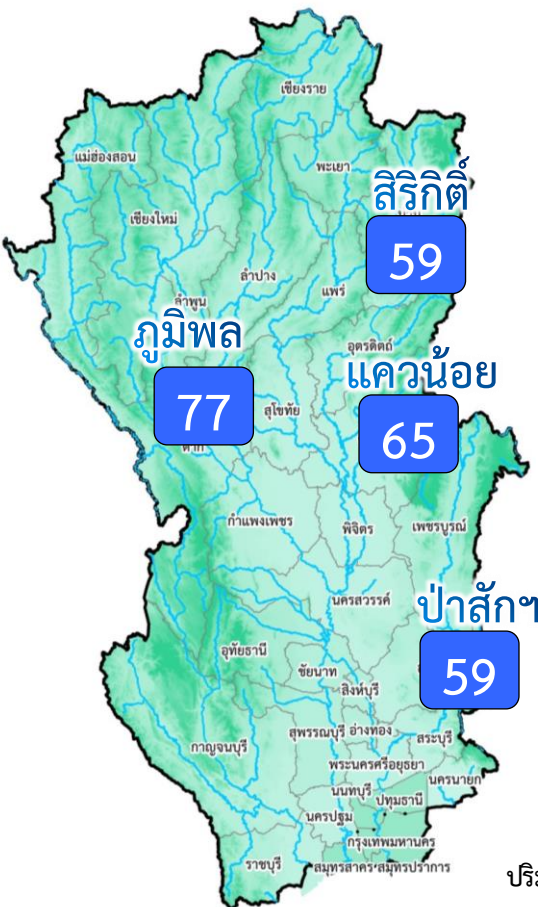 เชียงราย
แม่ฮ่องสอน
พะเยา
สิริกิติ์
59
เชียงใหม่
ลำปาง
ลำพูน
แพร่
ภูมิพล
77
อุตรดิตถ์
แควน้อย
65
สุโขทัย
ตาก
กำแพงเพชร
พิจิตร
เพชรบูรณ์
นครสวรรค์
ป่าสักฯ
59
อุทัยธานี
ชัยนาท
สิงห์บุรี
สุพรรณบุรี อ่างทอง
สระบุรี
กาญจนบุรี
พระนครศรีอยุธยา
นครนายก
นนทบุรี
ปทุมธานี
นครปฐม
กรุงเทพมหานคร
ราชบุรี
สมุทรสาคร สมุทรปราการ